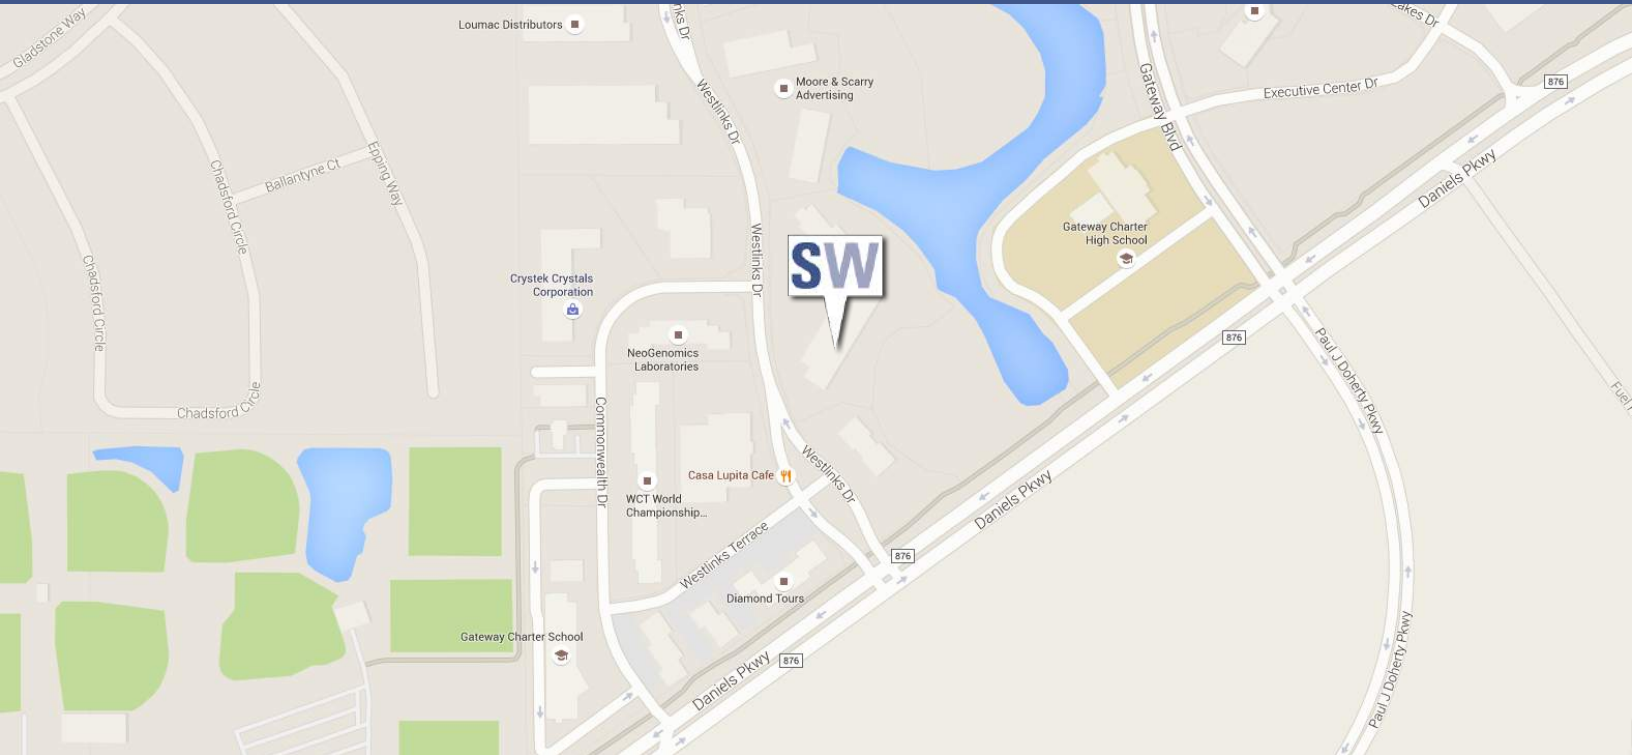 Gladstone Way
Loumac Distributors
nks Dr
akes Dr
Moore & Scarry
Advertising
Westlinks Dr
Gateway Blvd
Executive Center Dr
876
Chadsford Circle
Ballantyne Ct
Epping Way
Daniels Pkwy
Gateway Charter
High School
Westlinks Dr
SW
Chadsford Circle
Crystek Crystals
Corporation
NeoGenomics
Laboratories
876
Paul J Doherty Pkwy
Chadsford Circle
Commonwealth Dr
Casa Lupita Cafe
Westlinks Dr
WCT World
Championship...
Daniels Pkwy
Westlinks Terrace
876
Diamond Tours
Gateway Charter School
Daniels Pkwy
876
Paul J Doherty Pkwy